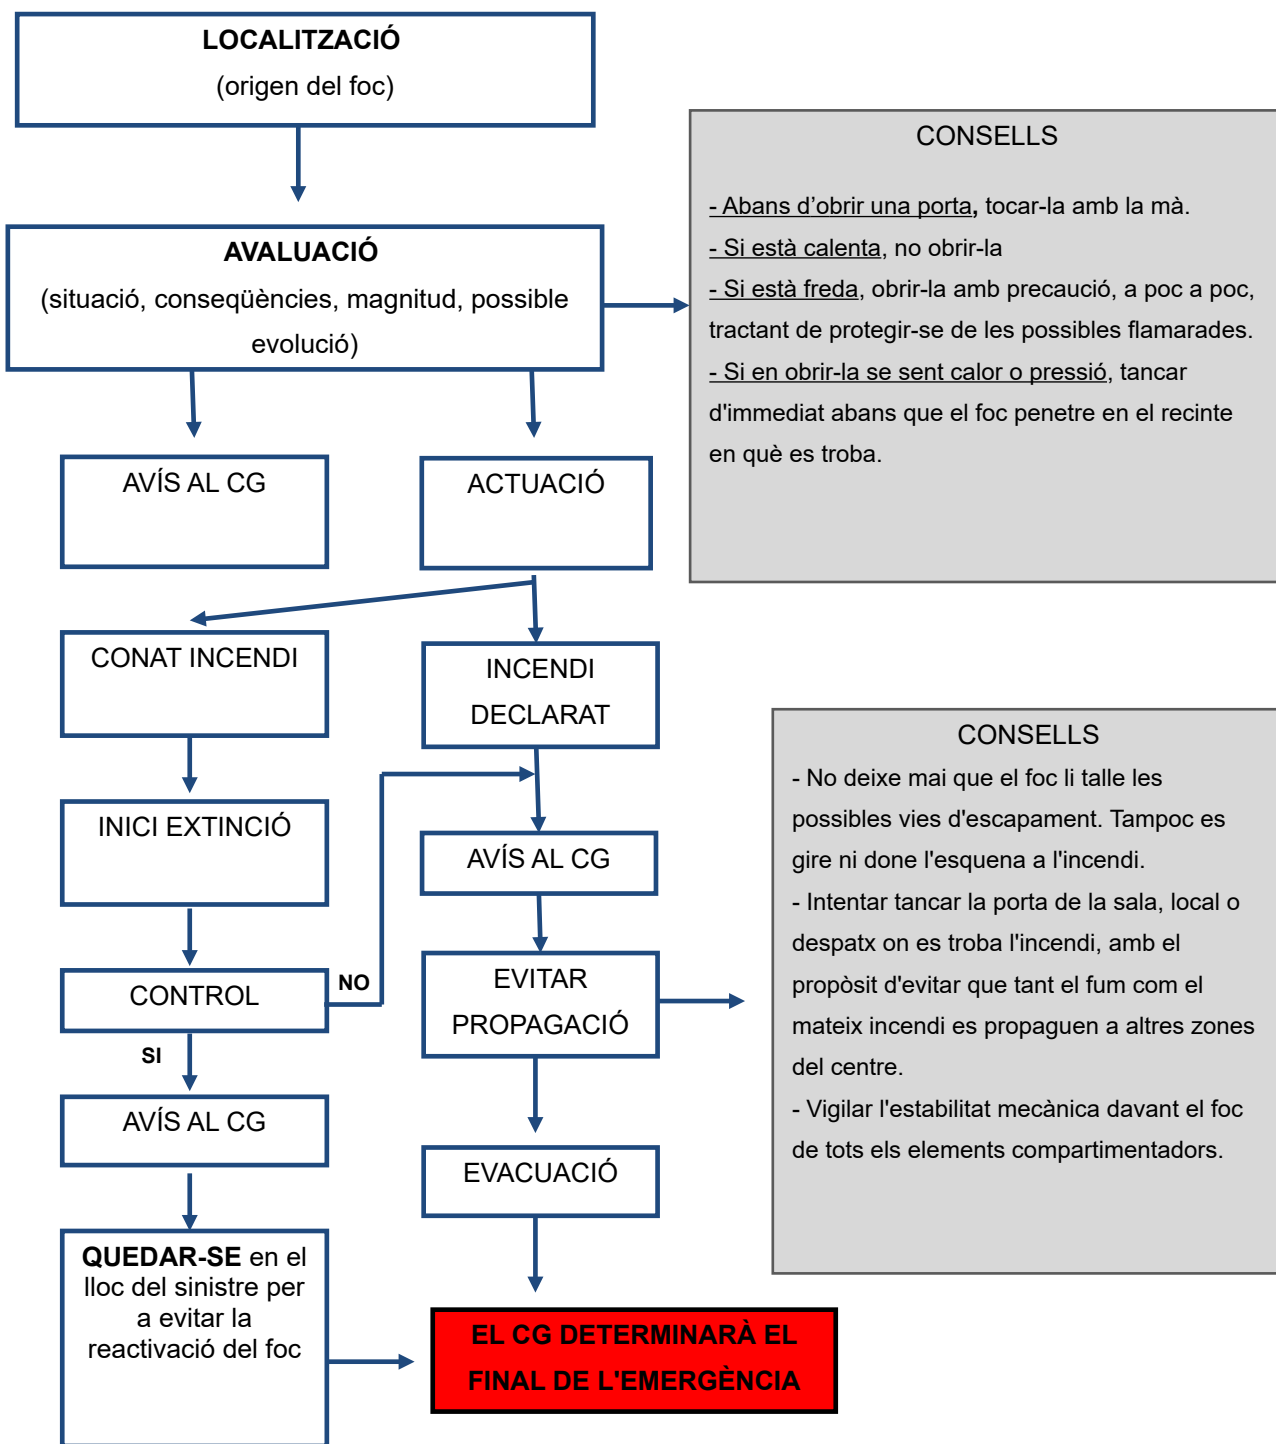 LOCALITZACIÓ
(origen del foc)
CONSELLS
- Abans d’obrir una porta, tocar-la amb la mà.
- Si està calenta, no obrir-la
- Si està freda, obrir-la amb precaució, a poc a poc,
tractant de protegir-se de les possibles flamarades.
- Si en obrir-la se sent calor o pressió, tancar
d'immediat abans que el foc penetre en el recinte
en què es troba.
AVALUACIÓ
(situació, conseqüències, magnitud, possible
evolució)
AVÍS AL CG
ACTUACIÓ
CONAT INCENDI
INCENDI
DECLARAT
INICI EXTINCIÓ
AVÍS AL CG
CONTROL
NO
SI
EVITAR
PROPAGACIÓ
CONSELLS
- No deixe mai que el foc li talle les
possibles vies d'escapament. Tampoc es
gire ni done l'esquena a l'incendi.
- Intentar tancar la porta de la sala, local o
despatx on es troba l'incendi, amb el
propòsit d'evitar que tant el fum com el
mateix incendi es propaguen a altres zones
del centre.
- Vigilar l'estabilitat mecànica davant el foc
de tots els elements compartimentadors.
AVÍS AL CG
EVACUACIÓ
QUEDAR-SE en el
lloc del sinistre per
a evitar la
reactivació del foc
EL CG DETERMINARÀ EL
FINAL DE L'EMERGÈNCIA